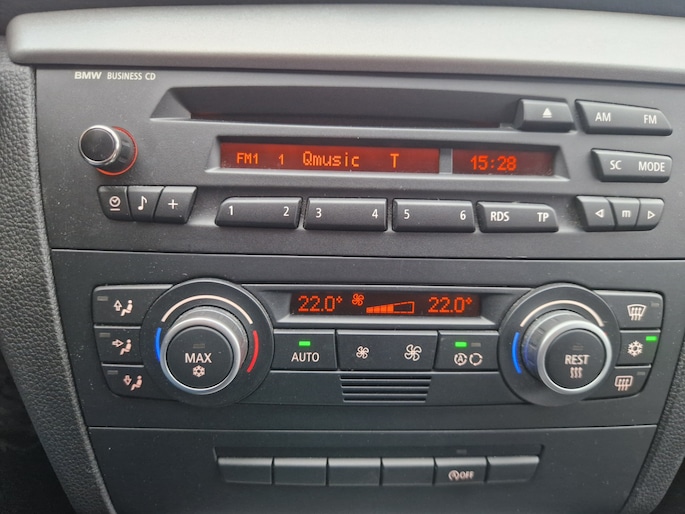 BMW BUSINESS CD
AM FM
FM1 1 Qmusic T 15:28
SC MODE
1 2 3 4 5 6 RDS TP
m
22.0° 22.0°
MAX
AUTO
A
REST
OFF